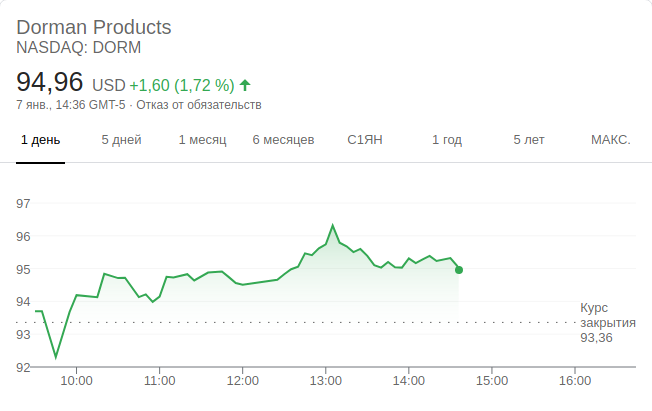 Dorman Products
NASDAQ: DORM
94,96 USD +1,60 (1,72 %)
7 янв., 14:36 GMT-5 · Отказ от обязательств
1 день 5 дней 1 месяц 6 месяцев С1ЯН 1 год 5 лет МАКС.
97
96
95
94
93
92
Курс
закрытия
93,36
10:00 11:00 12:00 13:00 14:00 15:00 16:00